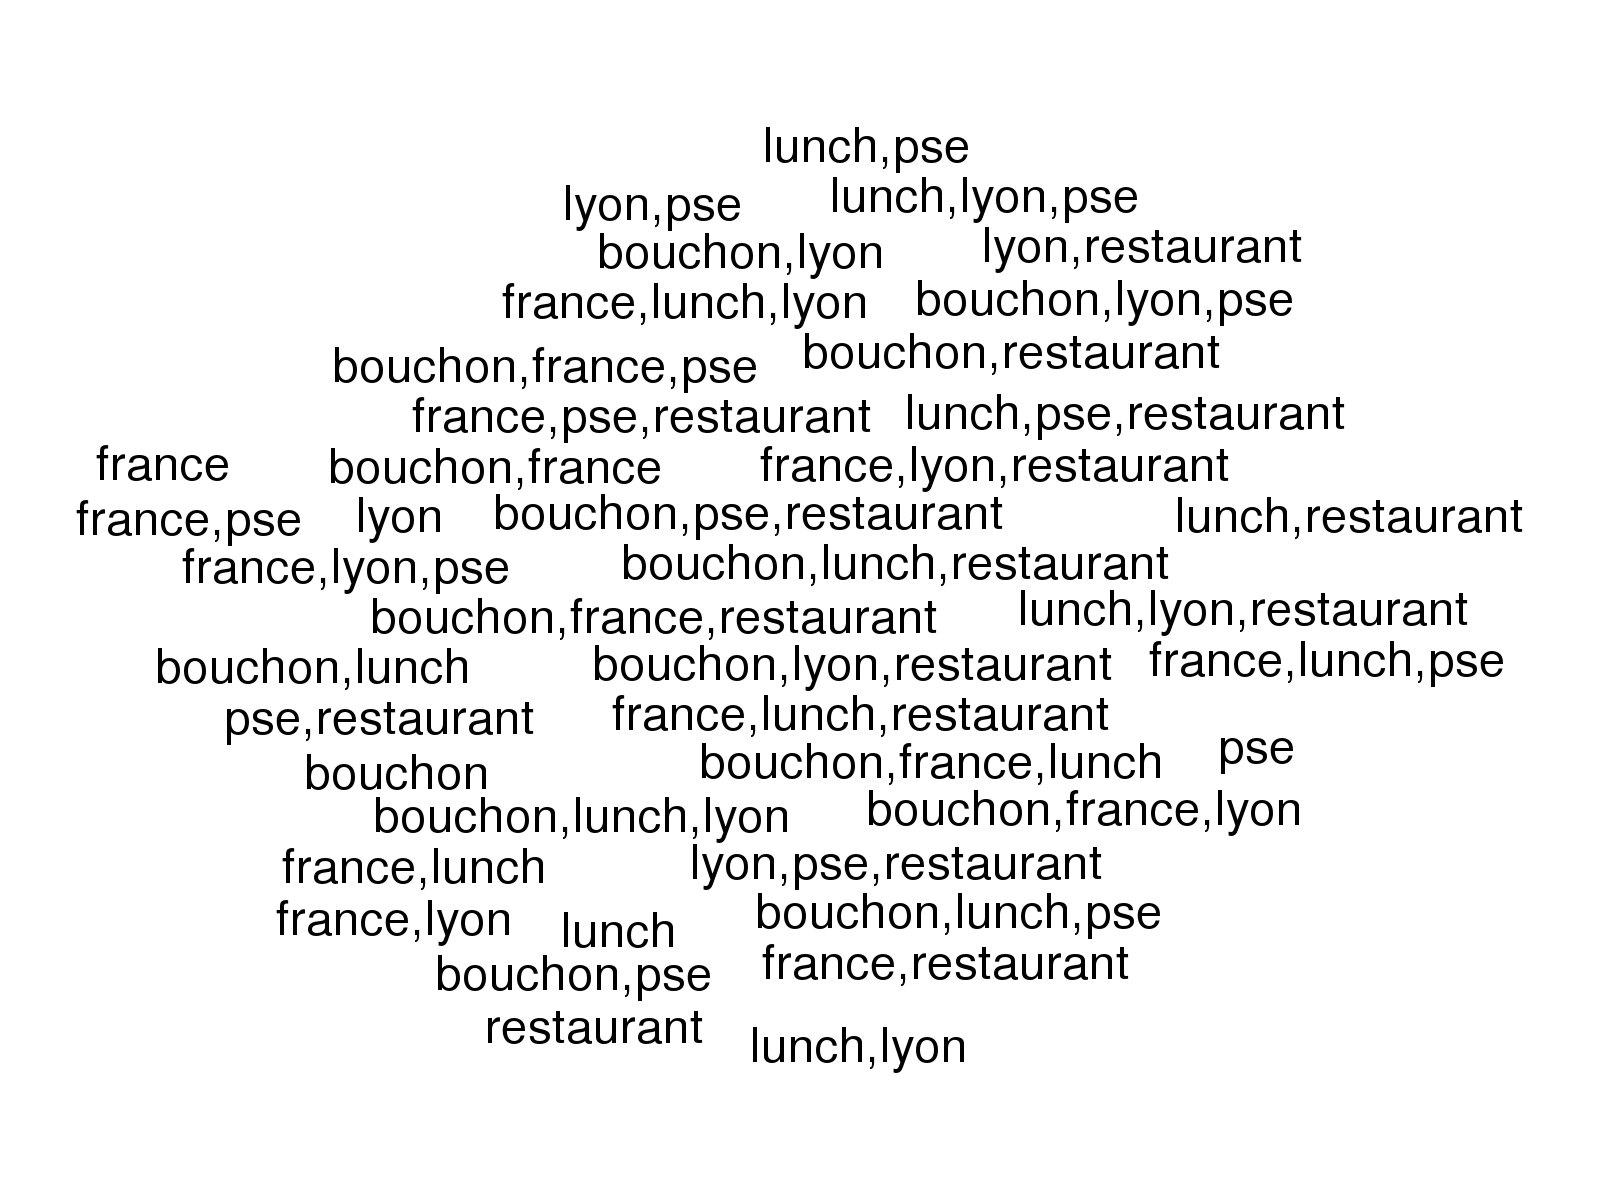 lunch,pse
lyon,pse
lunch,lyon,pse
bouchon,lyon
lyon,restaurant
france,lunch,lyon
bouchon,lyon,pse
bouchon,france,pse
bouchon,restaurant
france,pse,restaurant
lunch,pse,restaurant
france
bouchon,france
france,lyon,restaurant
france,pse
lyon
bouchon,pse,restaurant
lunch,restaurant
france,lyon,pse
bouchon,lunch,restaurant
bouchon,france,restaurant
lunch,lyon,restaurant
bouchon,lunch
bouchon,lyon,restaurant
france,lunch,pse
pse,restaurant
france,lunch,restaurant
bouchon
bouchon,france,lunch
pse
bouchon,lunch,lyon
bouchon,france,lyon
france,lunch
lyon,pse,restaurant
france,lyon
lunch
bouchon,lunch,pse
bouchon,pse
france,restaurant
restaurant
lunch,lyon